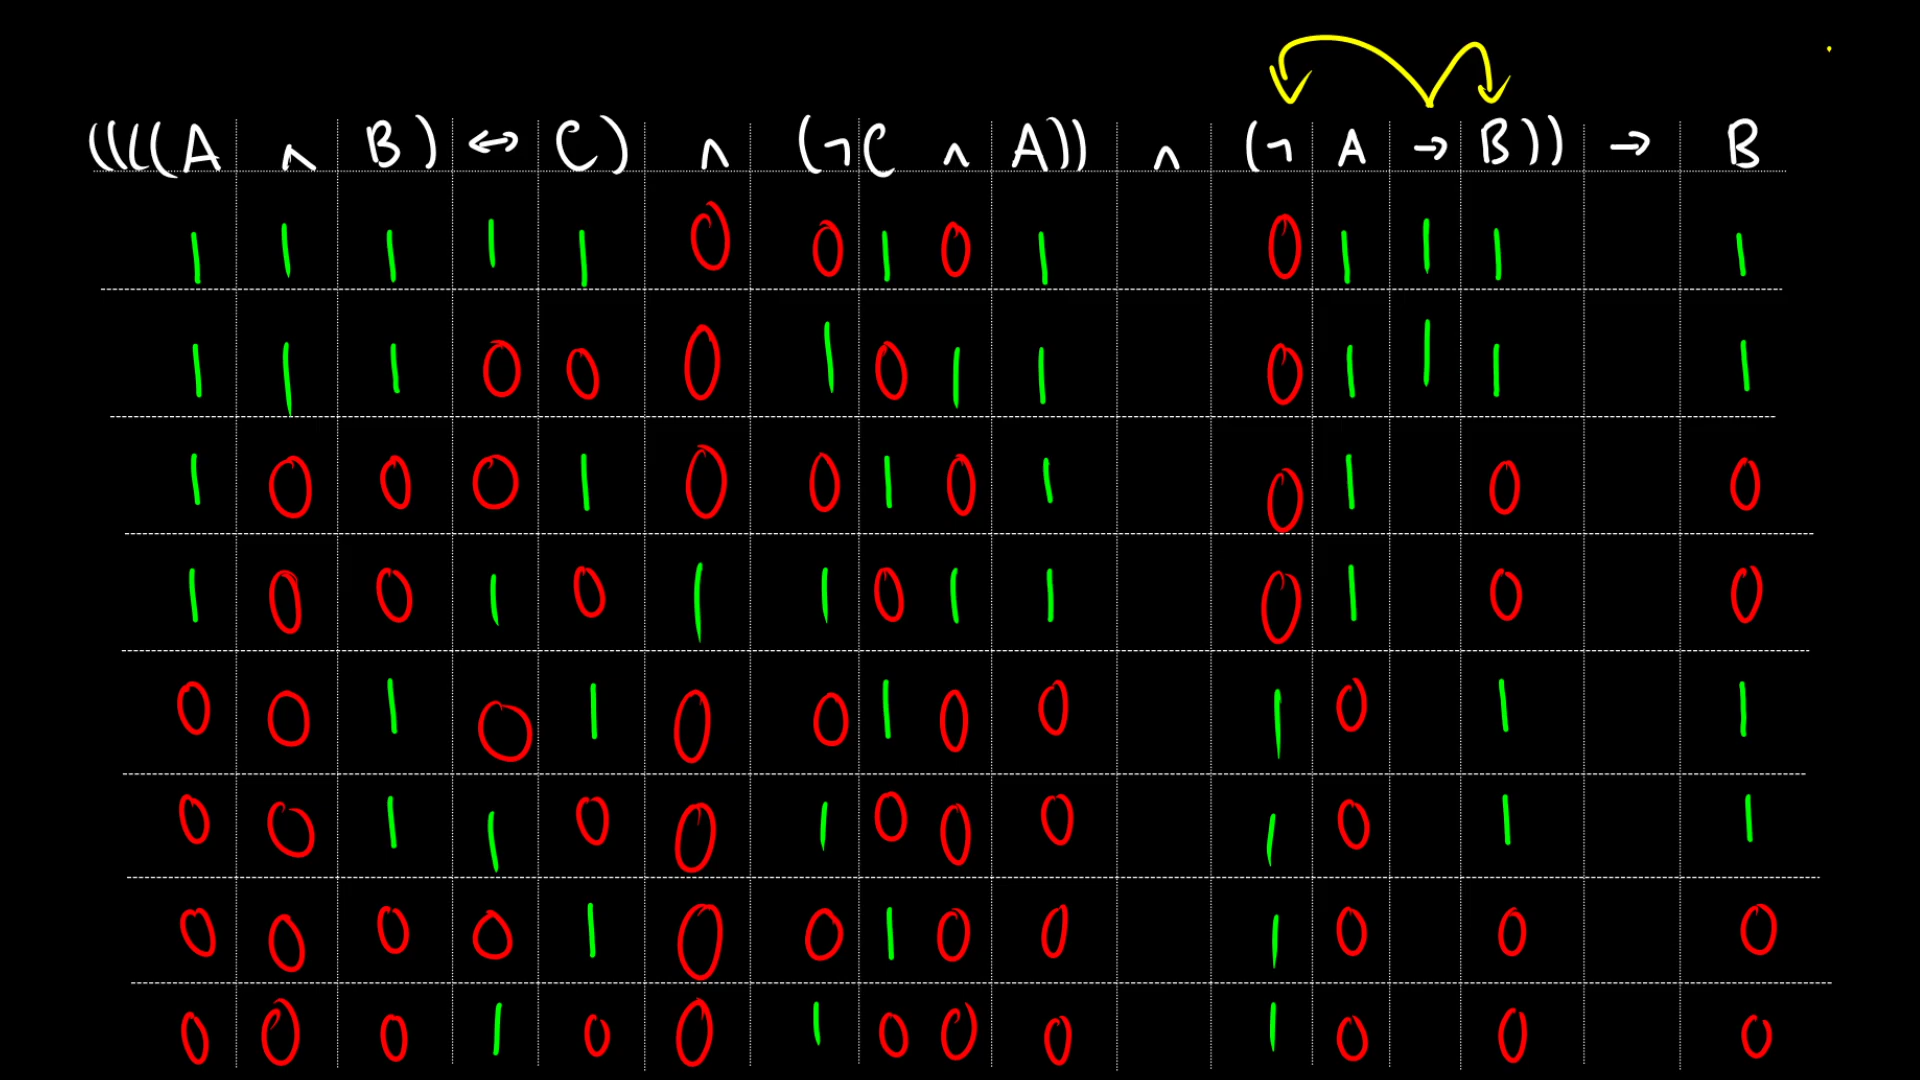 ((((A ∧ B) ↔ C) ∧ (¬C ∧ A)) ∧ (¬A → B)) → B
1 1 1 1 1 0 0 1 0 1 0 1 1 1 1
1 1 1 0 0 0 1 0 1 1 0 1 1 1 1
1 0 0 0 1 0 0 1 0 1 0 1 0 0
1 0 0 1 0 1 1 0 1 1 0 1 0 0
0 0 1 0 1 0 0 1 0 0 1 0 1 1
0 0 1 1 0 0 1 0 0 0 1 0 1 1
0 0 0 0 1 0 0 1 0 0 1 0 0 0
0 0 0 1 0 0 1 0 0 0 1 0 0 0